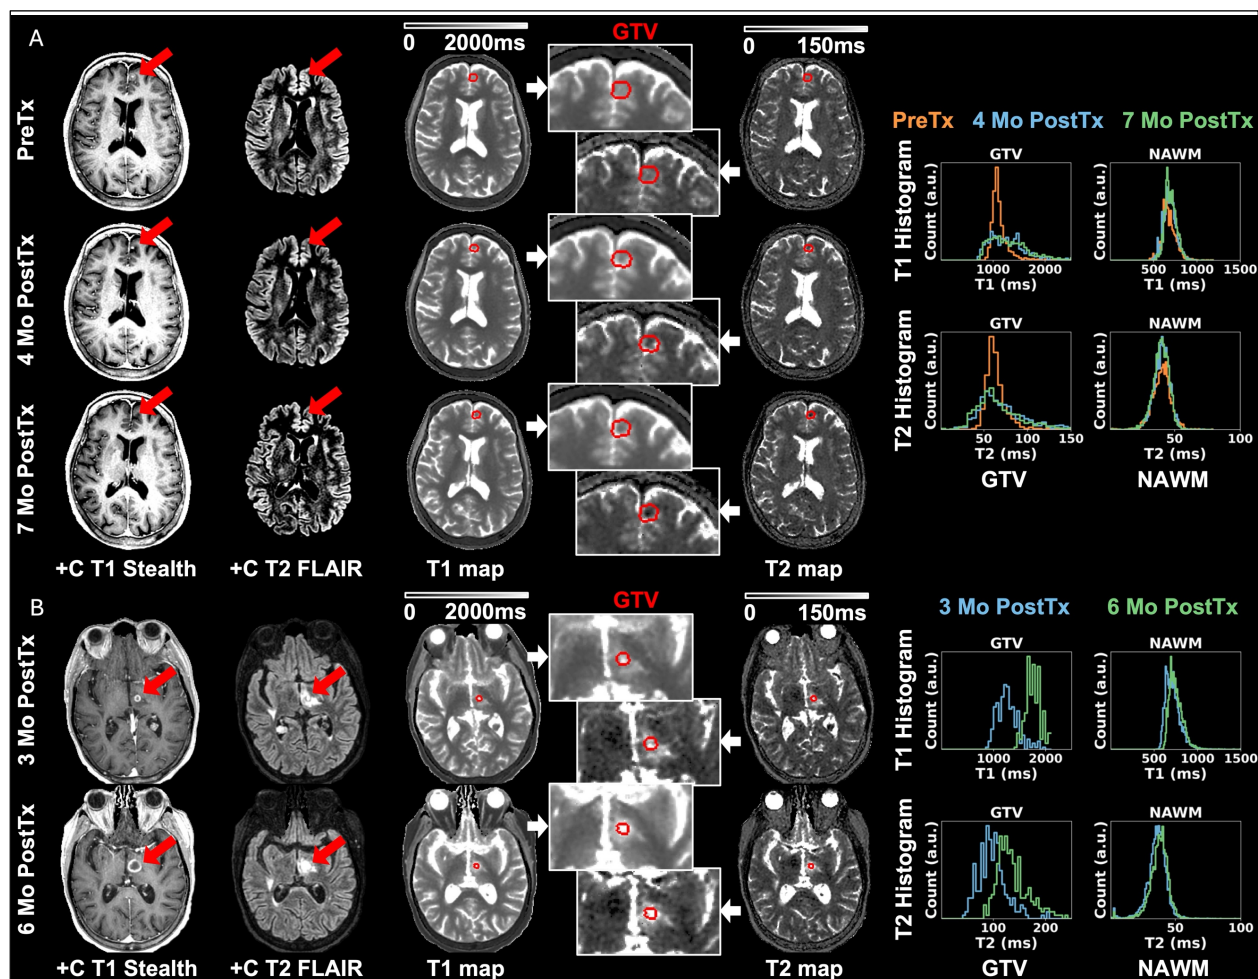 A
0 2000ms
GTV
0 150ms
PreTx
4 Mo PostTx
7 Mo PostTx
+C T1 Stealth +C T2 FLAIR T1 map T2 map
PreTx 4 Mo PostTx 7 Mo PostTx
T1 Histogram
GTV
Count (a.u.)
1000 2000
T1 (ms)
NAWM
Count (a.u.)
500 1000 1500
T1 (ms)
T2 Histogram
GTV
Count (a.u.)
50 100 150
T2 (ms)
GTV
NAWM
Count (a.u.)
50 100
T2 (ms)
NAWM
B
0 2000ms
GTV
0 150ms
3 Mo PostTx
6 Mo PostTx
+C T1 Stealth +C T2 FLAIR T1 map T2 map
3 Mo PostTx 6 Mo PostTx
T1 Histogram
GTV
Count (a.u.)
1000 2000
T1 (ms)
NAWM
Count (a.u.)
500 1000 1500
T1 (ms)
T2 Histogram
GTV
Count (a.u.)
100 200
T2 (ms)
GTV
NAWM
Count (a.u.)
50 100
T2 (ms)
NAWM